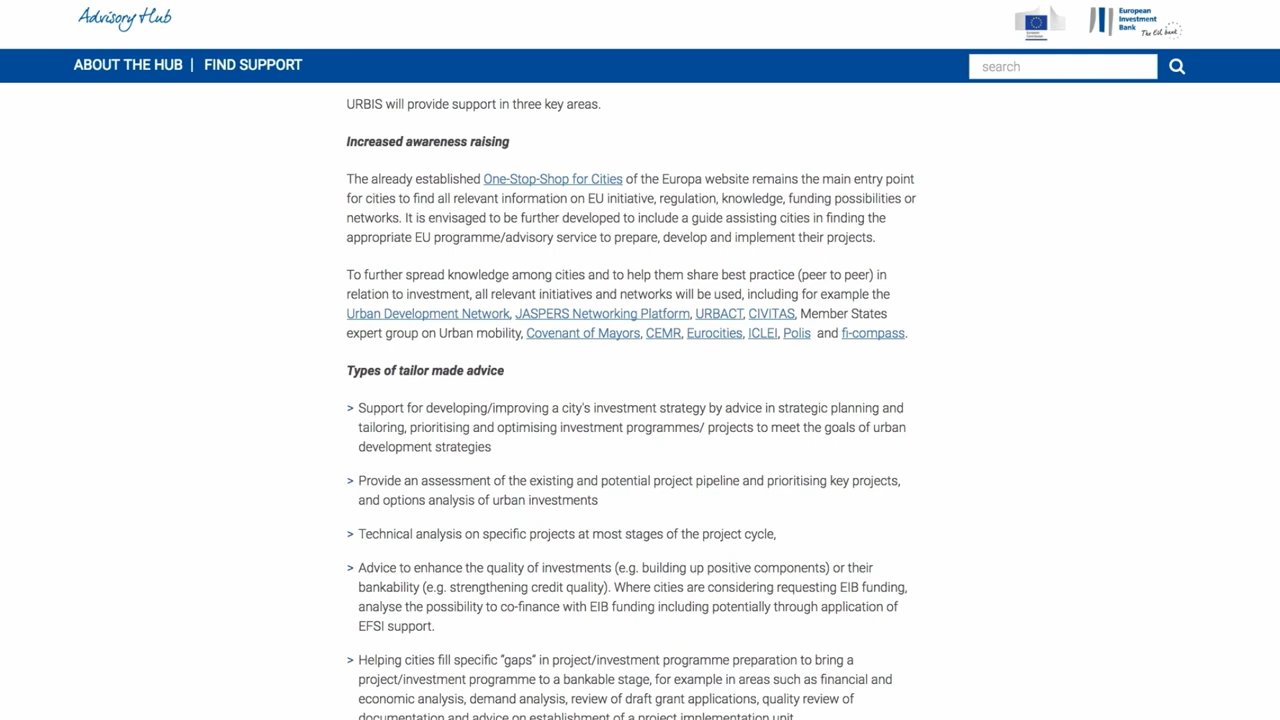 Advisory Hub
European Commission
European
Investment
Bank
The EU bank
ABOUT THE HUB | FIND SUPPORT
search
URBIS will provide support in three key areas.
Increased awareness raising
The already established One-Stop-Shop for Cities of the Europa website remains the main entry point
for cities to find all relevant information on EU initiative, regulation, knowledge, funding possibilities or
networks. It is envisaged to be further developed to include a guide assisting cities in finding the
appropriate EU programme/advisory service to prepare, develop and implement their projects.
To further spread knowledge among cities and to help them share best practice (peer to peer) in
relation to investment, all relevant initiatives and networks will be used, including for example the
Urban Development Network, JASPERS Networking Platform, URBACT, CIVITAS, Member States
expert group on Urban mobility, Covenant of Mayors, CEMR, Eurocities, ICLEI, Polis and fi-compass.
Types of tailor made advice
> Support for developing/improving a city's investment strategy by advice in strategic planning and
tailoring, prioritising and optimising investment programmes/ projects to meet the goals of urban
development strategies
> Provide an assessment of the existing and potential project pipeline and prioritising key projects,
and options analysis of urban investments
> Technical analysis on specific projects at most stages of the project cycle,
> Advice to enhance the quality of investments (e.g. building up positive components) or their
bankability (e.g. strengthening credit quality). Where cities are considering requesting EIB funding,
analyse the possibility to co-finance with EIB funding including potentially through application of
EFSI support.
> Helping cities fill specific “gaps” in project/investment programme preparation to bring a
project/investment programme to a bankable stage, for example in areas such as financial and
economic analysis, demand analysis, review of draft grant applications, quality review of
documentation and advice on establishment of a project implementation unit